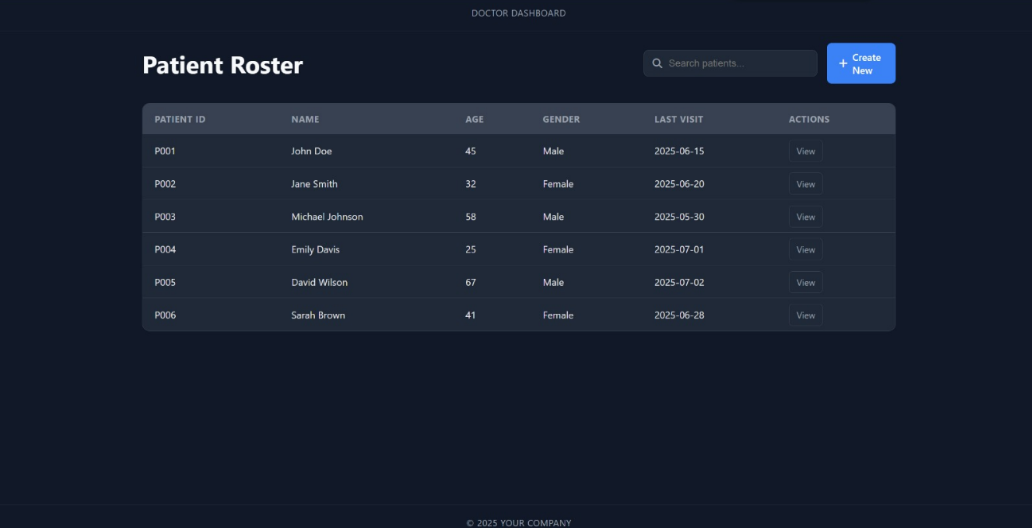 DOCTOR DASHBOARD
Patient Roster
Search patients...
+ Create New
PATIENT ID NAME AGE GENDER LAST VISIT ACTIONS
P001 John Doe 45 Male 2025-06-15 View
P002 Jane Smith 32 Female 2025-06-20 View
P003 Michael Johnson 58 Male 2025-05-30 View
P004 Emily Davis 25 Female 2025-07-01 View
P005 David Wilson 67 Male 2025-07-02 View
P006 Sarah Brown 41 Female 2025-06-28 View
© 2025 YOUR COMPANY